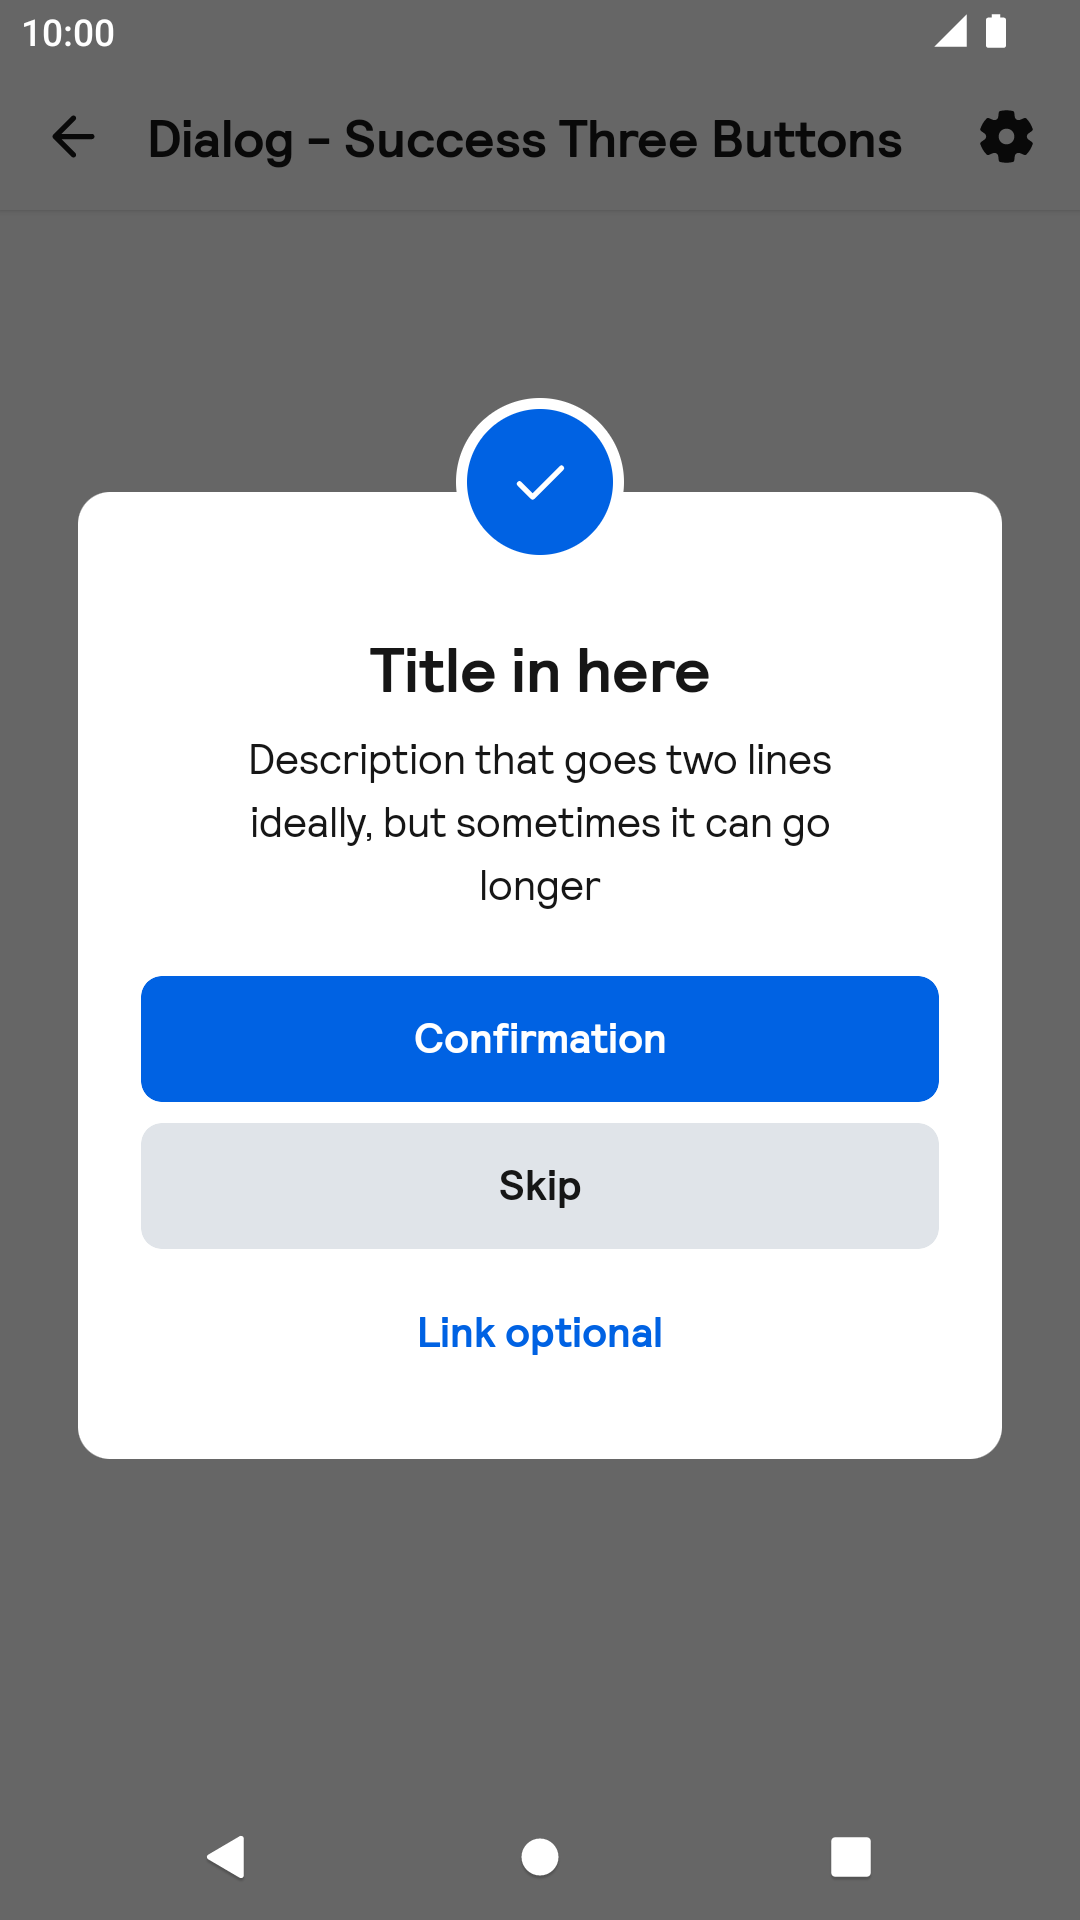 10:00
Dialog - Success Three Buttons
Title in here
Description that goes two lines
ideally, but sometimes it can go
longer
Confirmation
Skip
Link optional